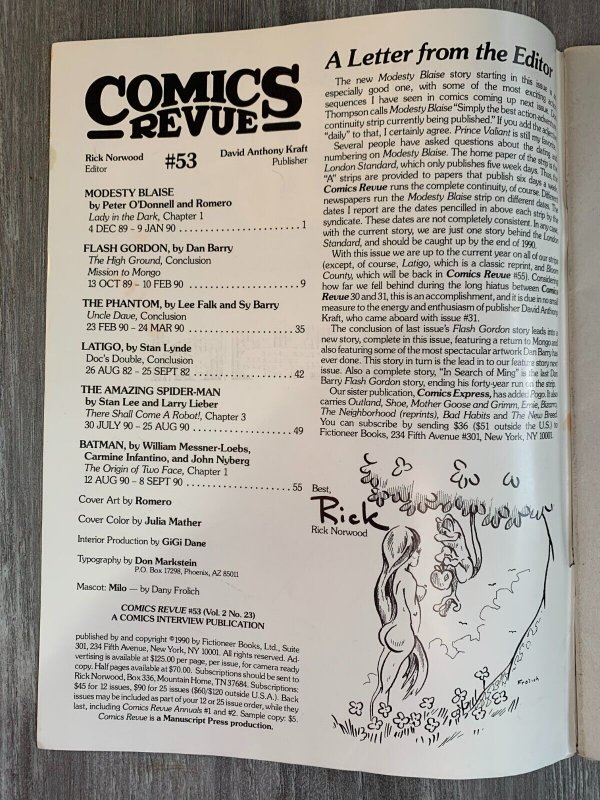 COMICS
REVUE
Rick Norwood
Editor
#53
David Anthony Kraft
Publisher
MODESTY BLAISE
by Peter O'Donnell and Romero
Lady in the Dark, Chapter 1
4 DEC 89 - 9 JAN 90 . . . . . . . . . . . . . . . . . . . . . . . 1
FLASH GORDON, by Dan Barry
The High Ground, Conclusion
Mission to Mongo
13 OCT 89 - 10 FEB 90 . . . . . . . . . . . . . . . . . . . . . 9
THE PHANTOM, by Lee Falk and Sy Barry
Uncle Dave, Conclusion
23 FEB 90 - 24 MAR 90 . . . . . . . . . . . . . . . . . . . . 35
LATIGO, by Stan Lynde
Doc's Double, Conclusion
26 AUG 82 - 25 SEPT 82 . . . . . . . . . . . . . . . . . . . 42
THE AMAZING SPIDER-MAN
by Stan Lee and Larry Lieber
There Shall Come A Robot!, Chapter 3
30 JULY 90 - 25 AUG 90 . . . . . . . . . . . . . . . . . . . 49
BATMAN, by William Messner-Loebs,
Carmine Infantino, and John Nyberg
The Origin of Two Face, Chapter 1
12 AUG 90 - 8 SEPT 90 . . . . . . . . . . . . . . . . . . . . 55
Cover Art by Romero
Cover Color by Julia Mather
Interior Production by GiGi Dane
Typography by Don Markstein
P.O. Box 17298, Phoenix, AZ 85011
Mascot: Milo — by Dany Frolich
COMICS REVUE #53 (Vol. 2 No. 23)
A COMICS INTERVIEW PUBLICATION
published by and copyright ©1990 by Fictioneer Books, Ltd., Suite
301, 234 Fifth Avenue, New York, NY 10001. All rights reserved. Ad-
vertising is available at $125.00 per page, per issue, for camera ready
copy. Half pages available at $70.00. Subscriptions should be sent to
Rick Norwood, Box 336, Mountain Home, TN 37684. Subscriptions:
$45 for 12 issues, $90 for 25 issues ($60/$120 outside U.S.A.). Back
issues may be included as part of your 12 or 25 issue order, while they
last, including Comics Revue Annuals #1 and #2. Sample copy: $5.
Comics Revue is a Manuscript Press production.
A Letter from the Editor
The new Modesty Blaise story starting in this issue is
especially good one, with some of the most exciting
sequences I have seen in comics coming up next issue.
Thompson calls Modesty Blaise "Simply the best action-adventure
continuity strip currently being published." If you add the adjective
"daily" to that, I certainly agree. Prince Valiant is still my
Several people have asked questions about the dating and
numbering on Modesty Blaise. The home paper of the strip is the
London Standard, which only publishes five week days. Thus the
"A" strips are provided to papers that publish six days a week.
Comics Revue runs the complete continuity, of course. Different
newspapers run the Modesty Blaise strip on different dates. The
dates I report are the dates pencilled in above each strip by the
syndicate. These dates are not completely consistent. In any case,
with the current story, we are just one story behind the London
Standard, and should be caught up by the end of 1990.
With this issue we are up to the current year on all of our strips
(except, of course, Latigo, which is a classic reprint, and Bloom
County, which will be back in Comics Revue #55). Considering
how far we fell behind during the long hiatus between Comics
Revue 30 and 31, this is an accomplishment, and it is due in no small
measure to the energy and enthusiasm of publisher David Anthony
Kraft, who came aboard with issue #31.
The conclusion of last issue's Flash Gordon story leads into a
new story, complete in this issue, featuring a return to Mongo and
also featuring some of the most spectacular artwork Dan Barry has
ever done. This story in turn is the lead in to our feature story next
issue. Also a complete story, "In Search of Ming" is the last Dan
Barry Flash Gordon story, ending his forty-year run on the strip.
Our sister publication, Comics Express, has added Pogo. It also
carries Outland, Shoe, Mother Goose and Grimm, Ernie, Bizarro,
The Neighborhood (reprints), Bad Habits and The New Breed.
You can subscribe by sending $36 ($51 outside the U.S.) to
Fictioneer Books, 234 Fifth Avenue #301, New York, NY 10001.
Best,
Rick
Rick Norwood
Frolich